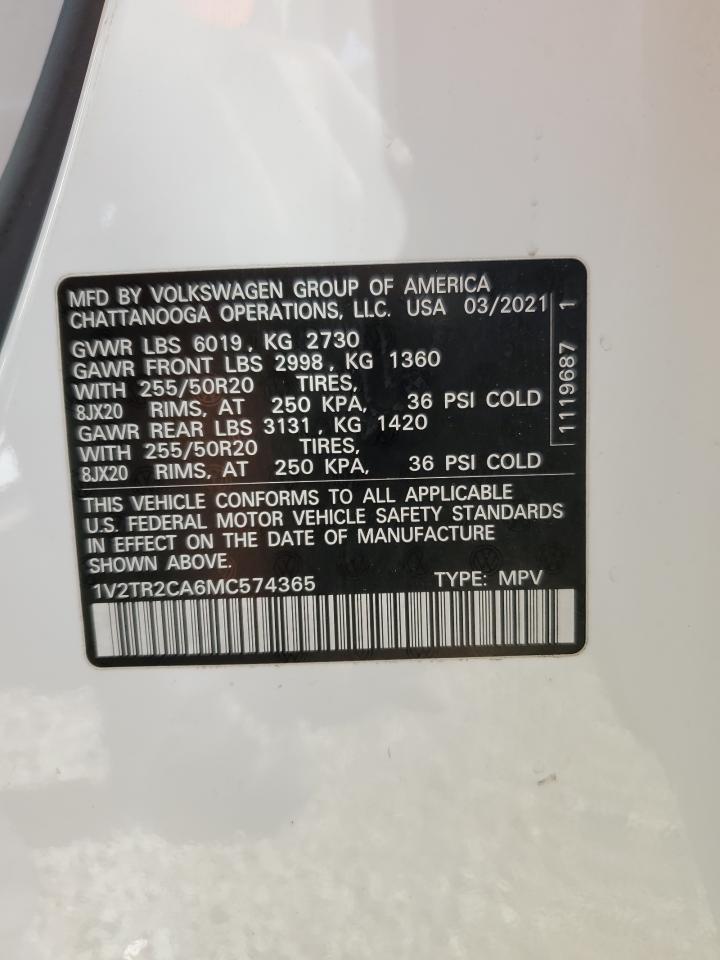 MFD BY VOLKSWAGEN GROUP OF AMERICA
CHATTANOOGA OPERATIONS, LLC. USA 03/2021
GVWR LBS 6019, KG 2730
GAWR FRONT LBS 2998, KG 1360
WITH 255/50R20 TIRES,
8JX20 RIMS, AT 250 KPA, 36 PSI COLD
GAWR REAR LBS 3131, KG 1420
WITH 255/50R20 TIRES,
8JX20 RIMS, AT 250 KPA, 36 PSI COLD
1119687 1
THIS VEHICLE CONFORMS TO ALL APPLICABLE
U.S. FEDERAL MOTOR VEHICLE SAFETY STANDARDS
IN EFFECT ON THE DATE OF MANUFACTURE
SHOWN ABOVE.
1V2TR2CA6MC574365 TYPE: MPV